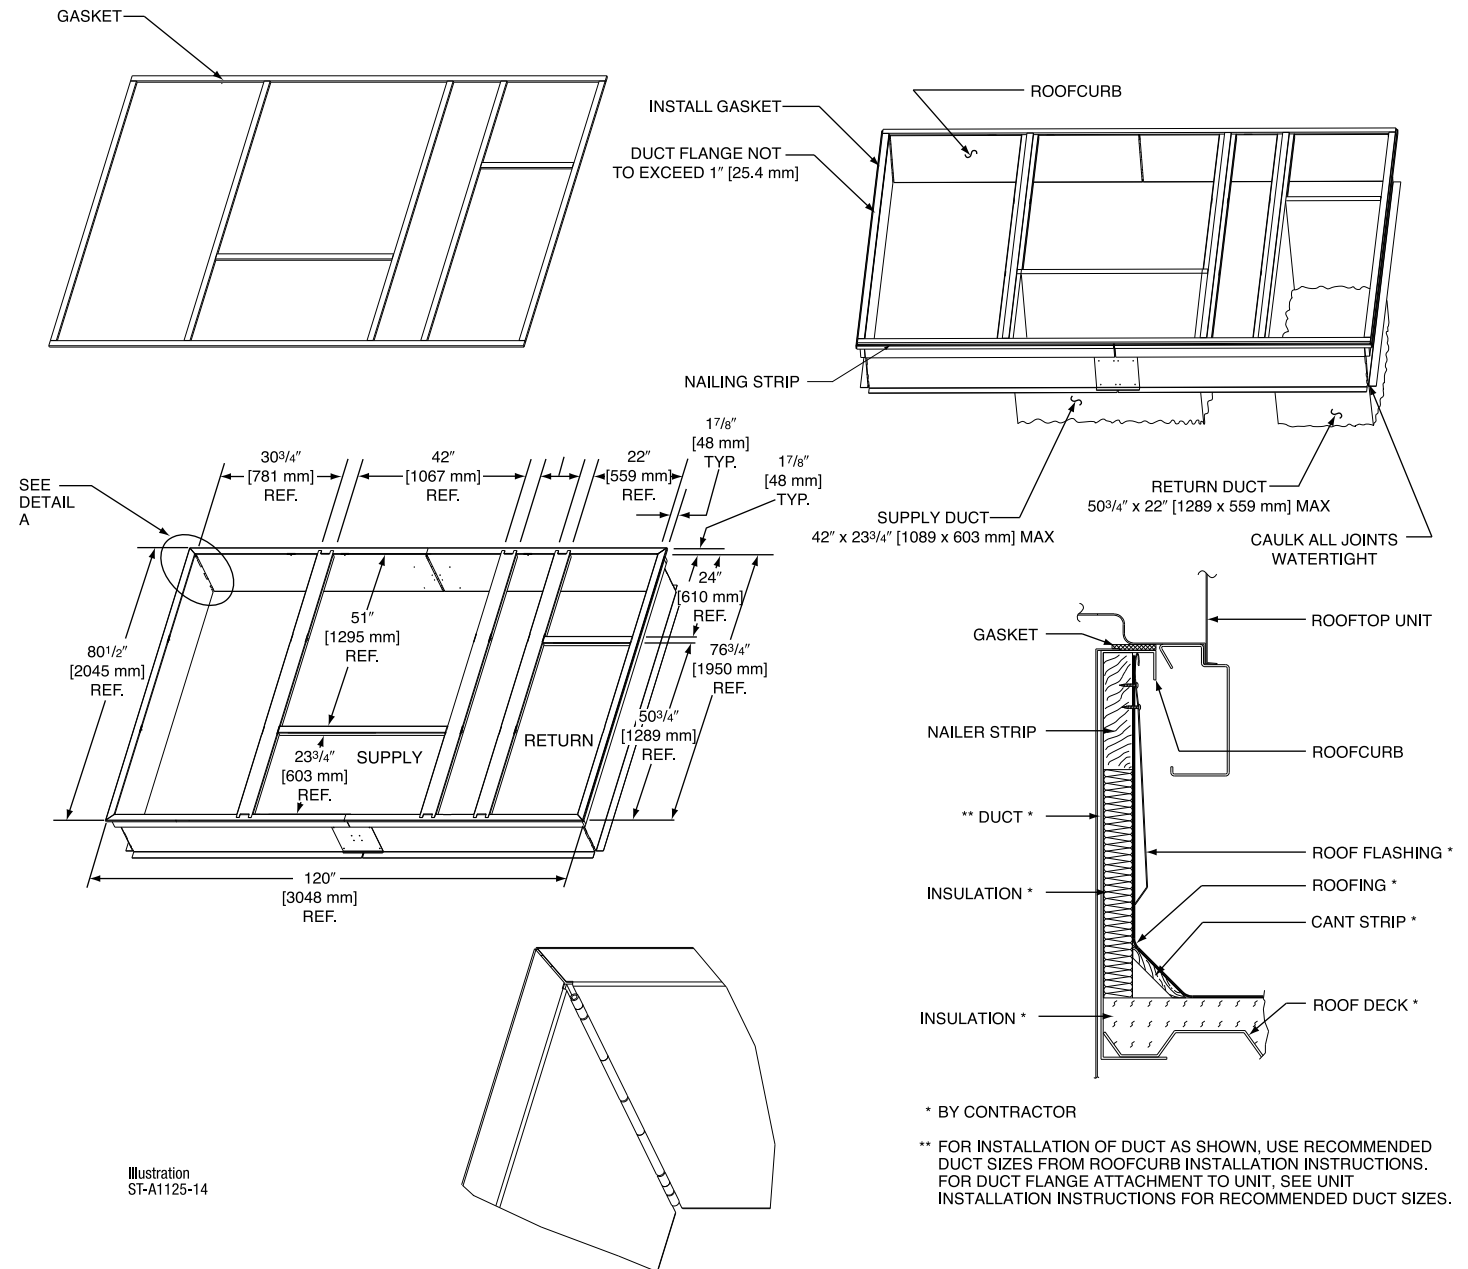 GASKET
INSTALL GASKET
DUCT FLANGE NOT
TO EXCEED 1″ [25.4 mm]
ROOFCURB
NAILING STRIP
SUPPLY DUCT
42″ x 233/4″ [1089 x 603 mm] MAX
RETURN DUCT
503/4″ x 22″ [1289 x 559 mm] MAX
CAULK ALL JOINTS
WATERTIGHT
SEE
DETAIL
A
303/4″
[781 mm]
REF.
42″
[1067 mm]
REF.
22″
[559 mm]
REF.
17/8″
[48 mm]
TYP.
17/8″
[48 mm]
TYP.
801/2″
[2045 mm]
REF.
51″
[1295 mm]
REF.
24″
[610 mm]
REF.
763/4″
[1950 mm]
REF.
503/4″
[1289 mm]
REF.
233/4″
[603 mm]
REF.
SUPPLY
RETURN
120″
[3048 mm]
REF.
GASKET
ROOFTOP UNIT
NAILER STRIP
ROOFCURB
** DUCT *
ROOF FLASHING *
INSULATION *
ROOFING *
CANT STRIP *
INSULATION *
ROOF DECK *
* BY CONTRACTOR
** FOR INSTALLATION OF DUCT AS SHOWN, USE RECOMMENDED
DUCT SIZES FROM ROOFCURB INSTALLATION INSTRUCTIONS.
FOR DUCT FLANGE ATTACHMENT TO UNIT, SEE UNIT
INSTALLATION INSTRUCTIONS FOR RECOMMENDED DUCT SIZES.
Illustration
ST-A1125-14